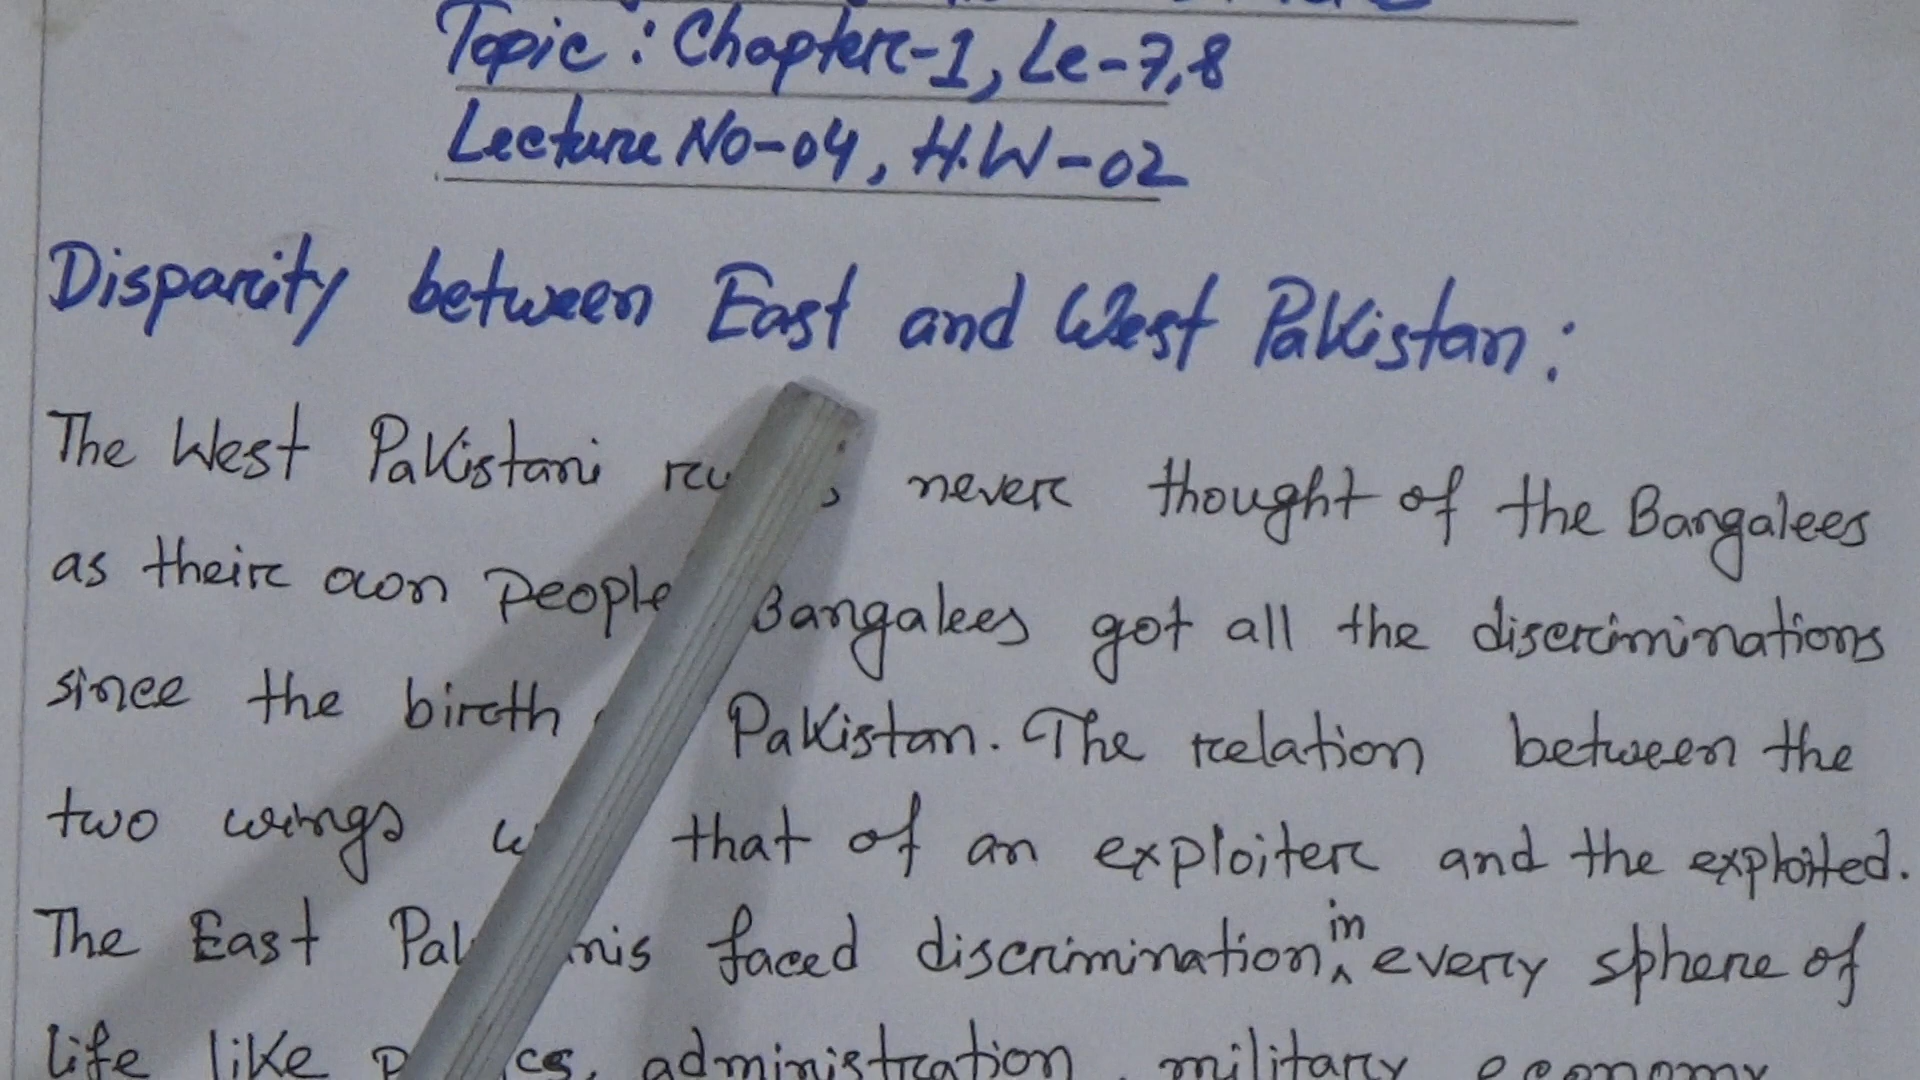 Topic : Chapter-1, Le-7,8
Lecture No-04, H.W-02
Disparity between East and West Pakistan :
The West Pakistani never thought of the Bangalees
as their own people Bangalees got all the discriminations
since the birth Pakistan. The relation between the
two wings that of an exploiter and the exploited.
The East faced discrimination in every sphere of
life like administration, military economy